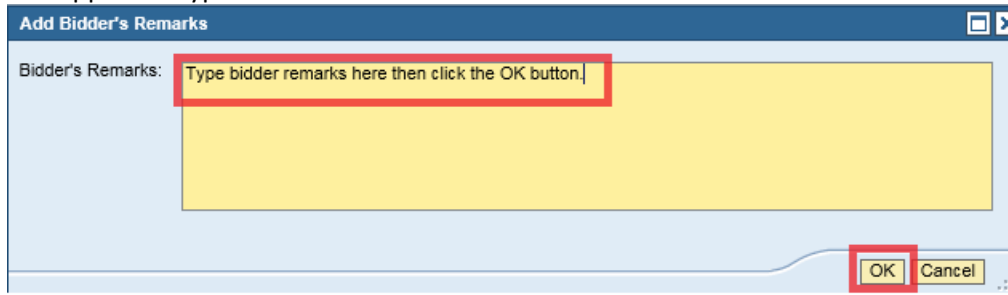 Add Bidder's Remarks
Bidder's Remarks: Type bidder remarks here then click the OK button.
OK Cancel